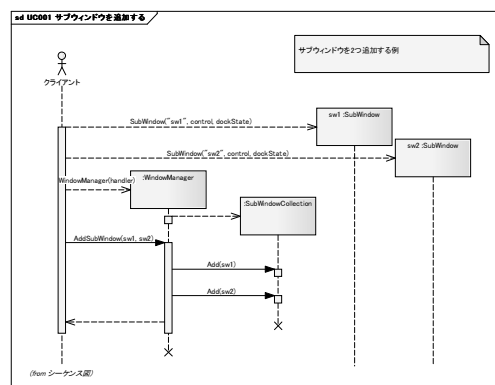 sd UC001 サブウィンドウを追加する
サブウィンドウを2つ追加する例
クライアント
SubWindow("sw1", control, dockState)
sw1 :SubWindow
SubWindow("sw2", control, dockState)
sw2 :SubWindow
WindowManager(handler)
:WindowManager
:SubWindowCollection
AddSubWindow(sw1, sw2)
Add(sw1)
Add(sw2)
(from シーケンス図)